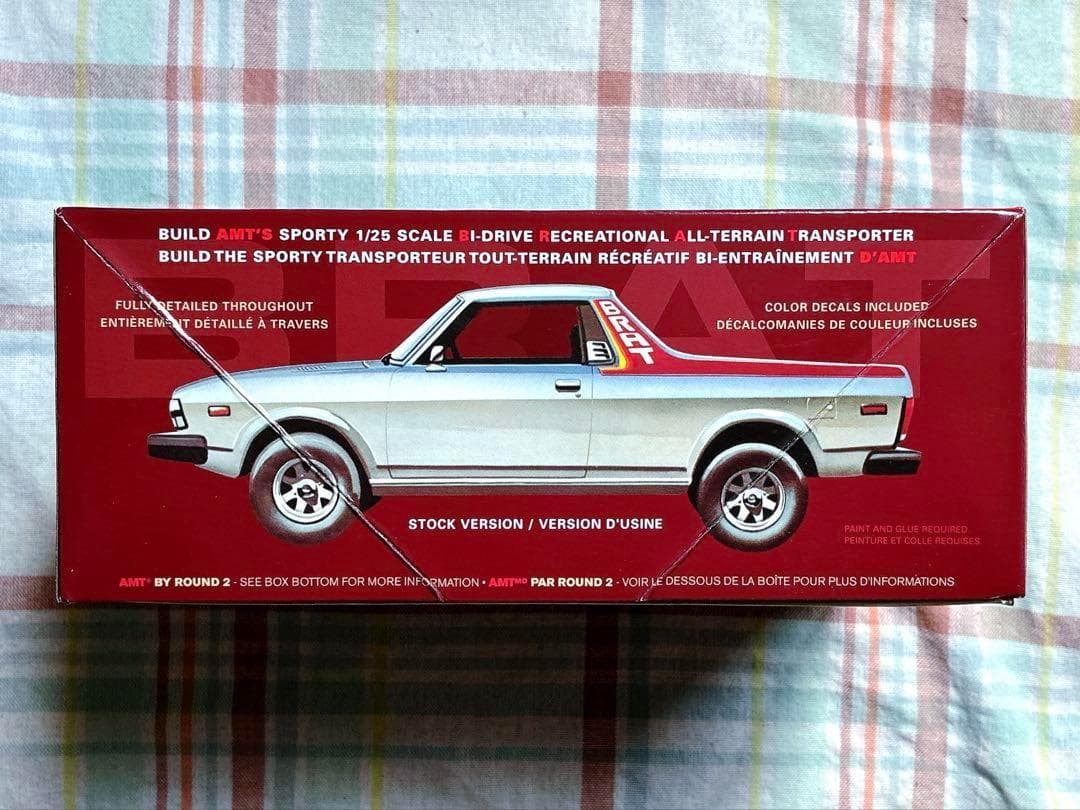 BUILD AMT'S SPORTY 1/25 SCALE BI-DRIVE RECREATIONAL ALL-TERRAIN TRANSPORTER
BUILD THE SPORTY TRANSPORTEUR TOUT-TERRAIN RÉCRÉATIF BI-ENTRAÎNEMENT D'AMT
BRAT
FULLY DETAILED THROUGHOUT
ENTIÈREMENT DÉTAILLÉ À TRAVERS
COLOR DECALS INCLUDED
DÉCALCOMANIES DE COULEUR INCLUSES
BRAT
STOCK VERSION / VERSION D'USINE
PAINT AND GLUE REQUIRED
PEINTURE ET COLLE REQUISES
AMT® BY ROUND 2 - SEE BOX BOTTOM FOR MORE INFORMATION • AMTMD PAR ROUND 2 - VOIR LE DESSOUS DE LA BOÎTE POUR PLUS D'INFORMATIONS